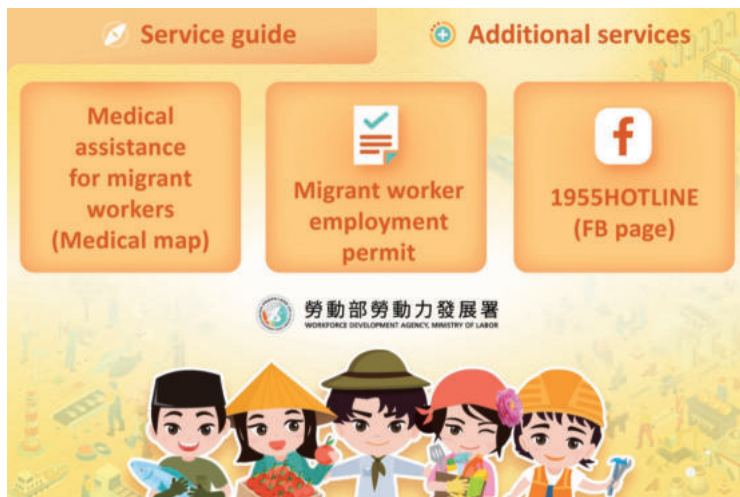 Service guide
Additional services
Medical
assistance
for migrant
workers
(Medical map)
Migrant worker
employment
permit
1955HOTLINE
(FB page)
勞動部勞動力發展署
WORKFORCE DEVELOPMENT AGENCY, MINISTRY OF LABOR